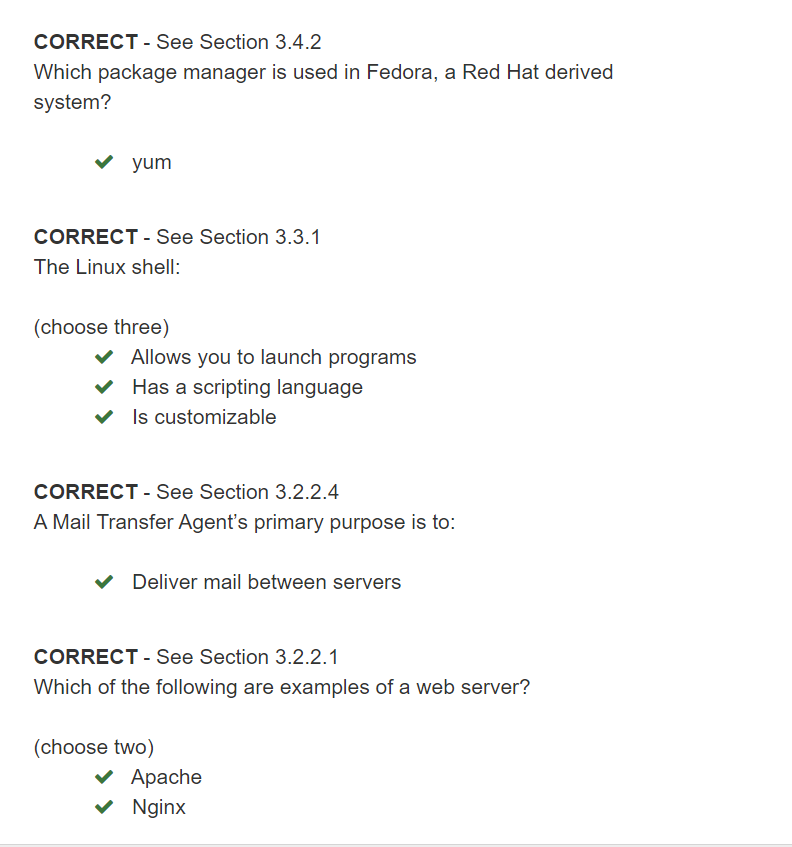 CORRECT - See Section 3.4.2
Which package manager is used in Fedora, a Red Hat derived
system?
yum
CORRECT - See Section 3.3.1
The Linux shell:
(choose three)
Allows you to launch programs
Has a scripting language
Is customizable
CORRECT - See Section 3.2.2.4
A Mail Transfer Agent’s primary purpose is to:
Deliver mail between servers
CORRECT - See Section 3.2.2.1
Which of the following are examples of a web server?
(choose two)
Apache
Nginx